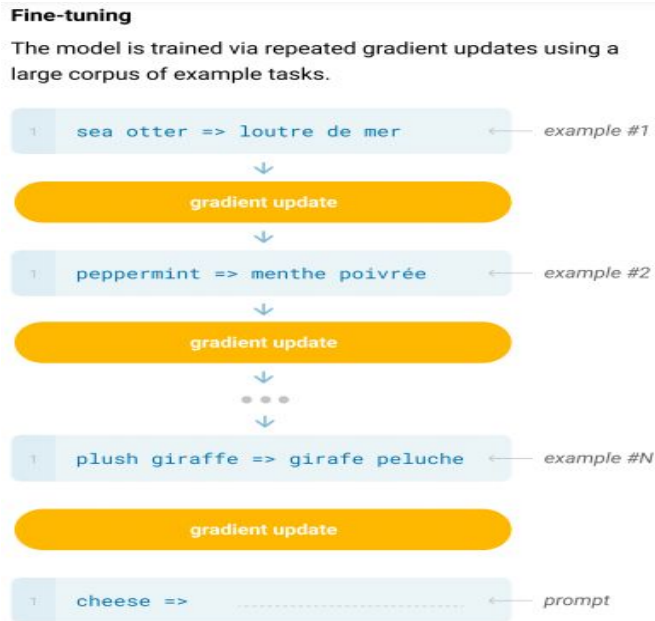 Fine-tuning
The model is trained via repeated gradient updates using a
large corpus of example tasks.
1 sea otter => loutre de mer example #1
gradient update
1 peppermint => menthe poivrée example #2
gradient update
1 plush giraffe => girafe peluche example #N
gradient update
1 cheese => prompt